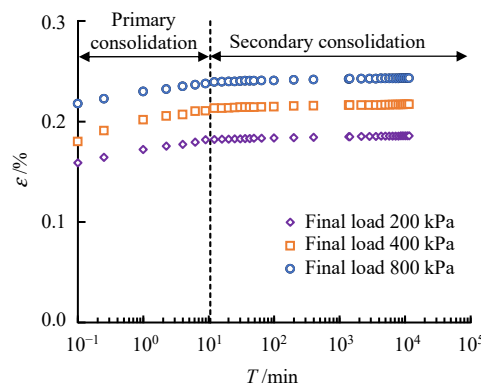 0.3
Primary
consolidation
Secondary consolidation
0.2
ε/%
0.1
Final load 200 kPa
Final load 400 kPa
Final load 800 kPa
0.0
10⁻¹ 10⁰ 10¹ 10² 10³ 10⁴ 10⁵
T/min